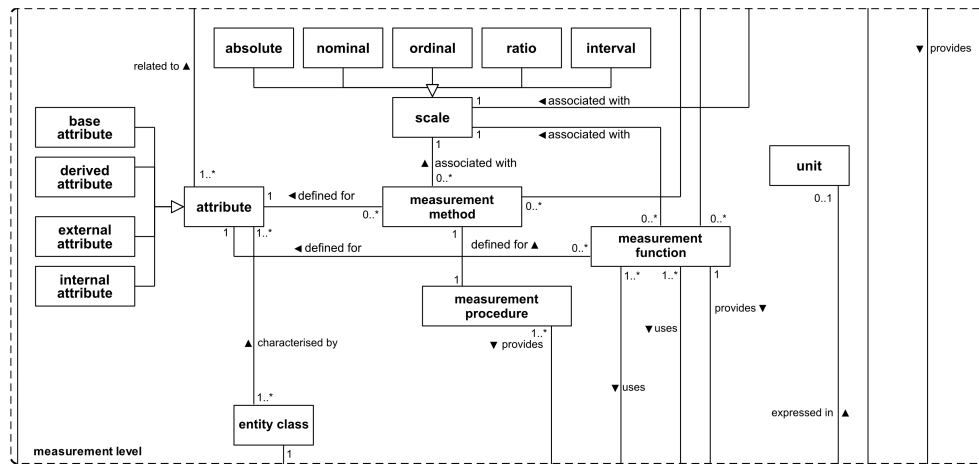 absolute
nominal
ordinal
ratio
interval
▼ provides
related to ▲
1
◄ associated with
scale
1
◄ associated with
1
base
attribute
derived
attribute
external
attribute
internal
attribute
▲ associated with
unit
0..1
1..*
0..*
attribute
1
◄ defined for
0..*
measurement
method
0..*
0..*
0..*
1
1..*
◄ defined for
1
defined for ▲
0..*
measurement
function
1..*
1..*
1
1
measurement
procedure
1..*
provides ▼
▼ uses
▲ characterised by
▼ provides
▼ uses
1..*
expressed in ▲
entity class
1
measurement level